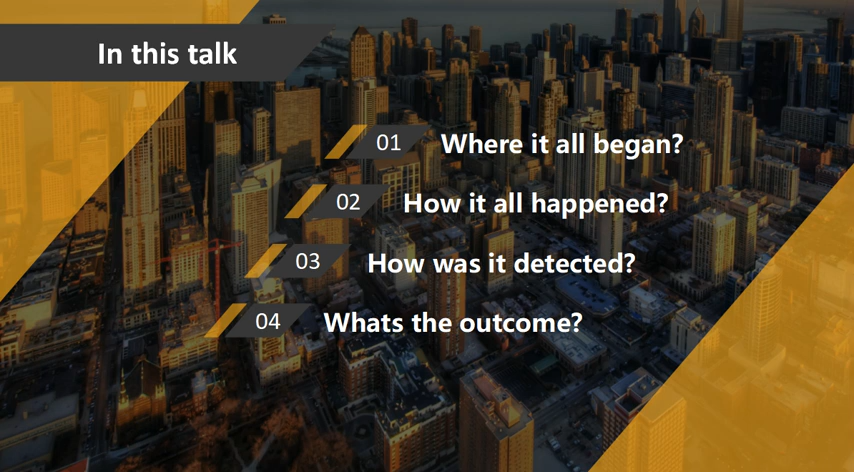 In this talk
01 Where it all began?
02 How it all happened?
03 How was it detected?
04 Whats the outcome?